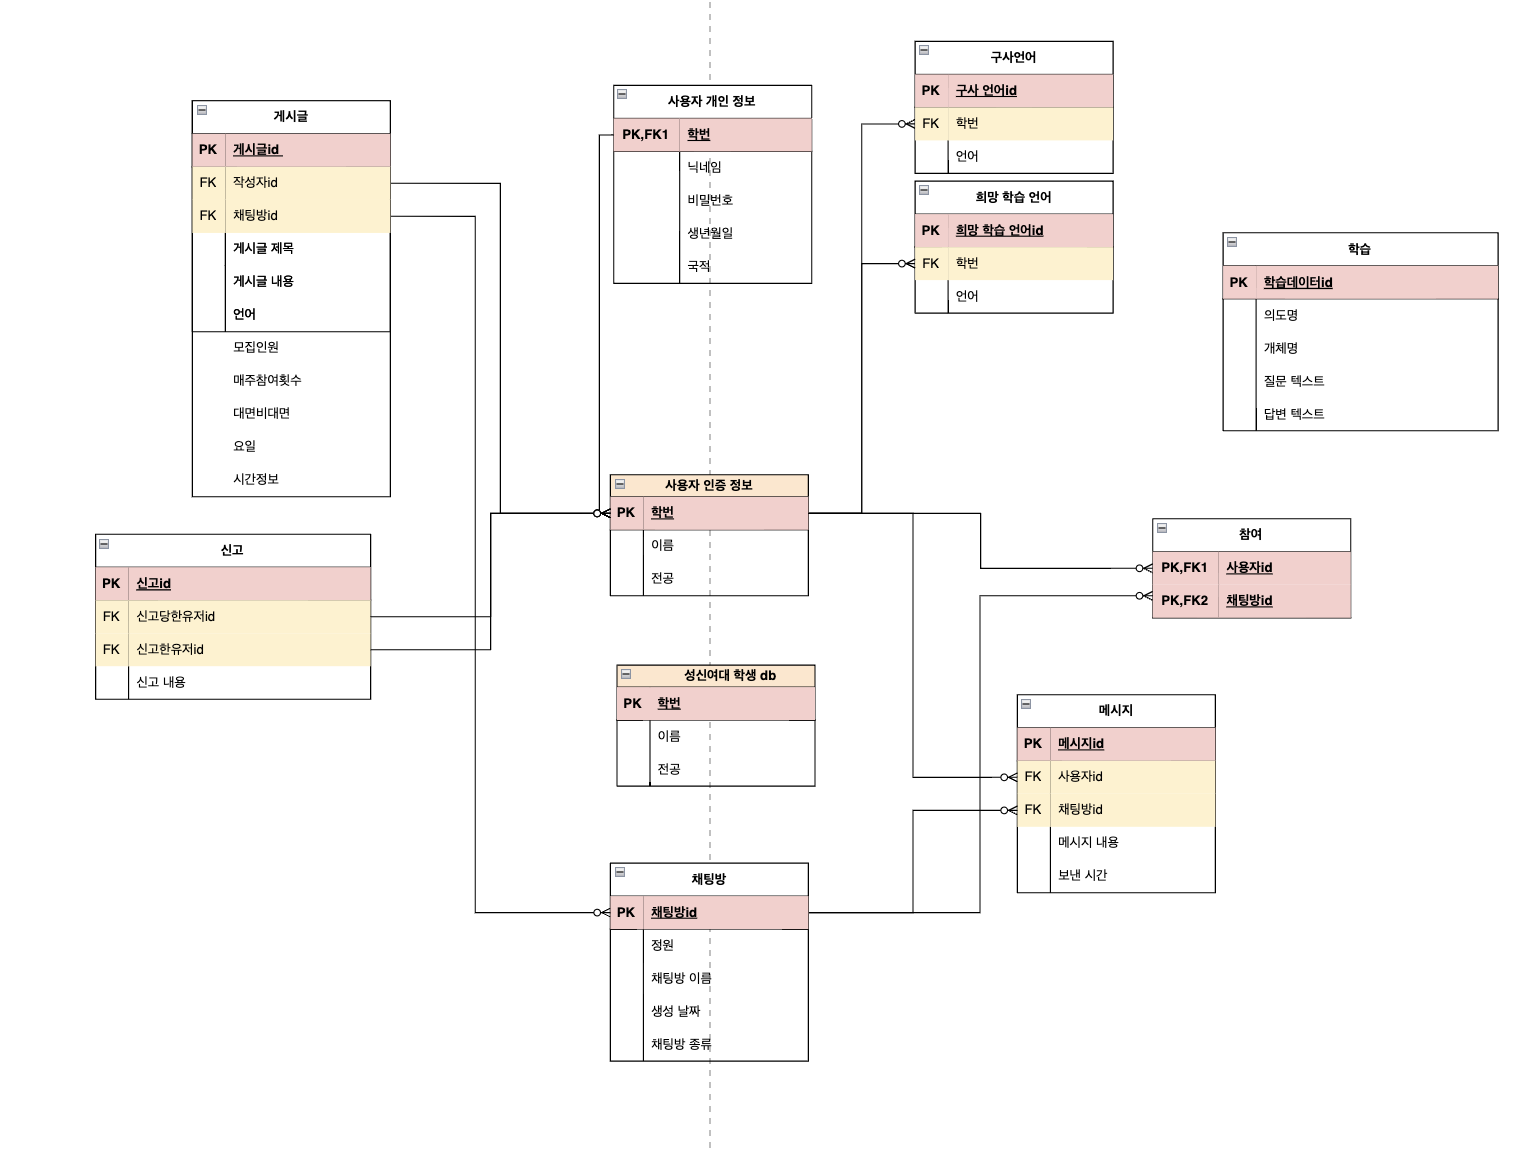 게시글
PK 게시글id
FK 작성자id
FK 채팅방id
게시글 제목
게시글 내용
언어
모집인원
매주참여횟수
대면비대면
요일
시간정보
신고
PK 신고id
FK 신고당한유저id
FK 신고한유저id
신고 내용
사용자 개인 정보
PK,FK1 학번
닉네임
비밀번호
생년월일
국적
사용자 인증 정보
PK 학번
이름
전공
성신여대 학생 db
PK 학번
이름
전공
채팅방
PK 채팅방id
정원
채팅방 이름
생성 날짜
채팅방 종류
구사언어
PK 구사 언어id
FK 학번
언어
희망 학습 언어
PK 희망 학습 언어id
FK 학번
언어
학습
PK 학습데이터id
의도명
개체명
질문 텍스트
답변 텍스트
참여
PK,FK1 사용자id
PK,FK2 채팅방id
메시지
PK 메시지id
FK 사용자id
FK 채팅방id
메시지 내용
보낸 시간